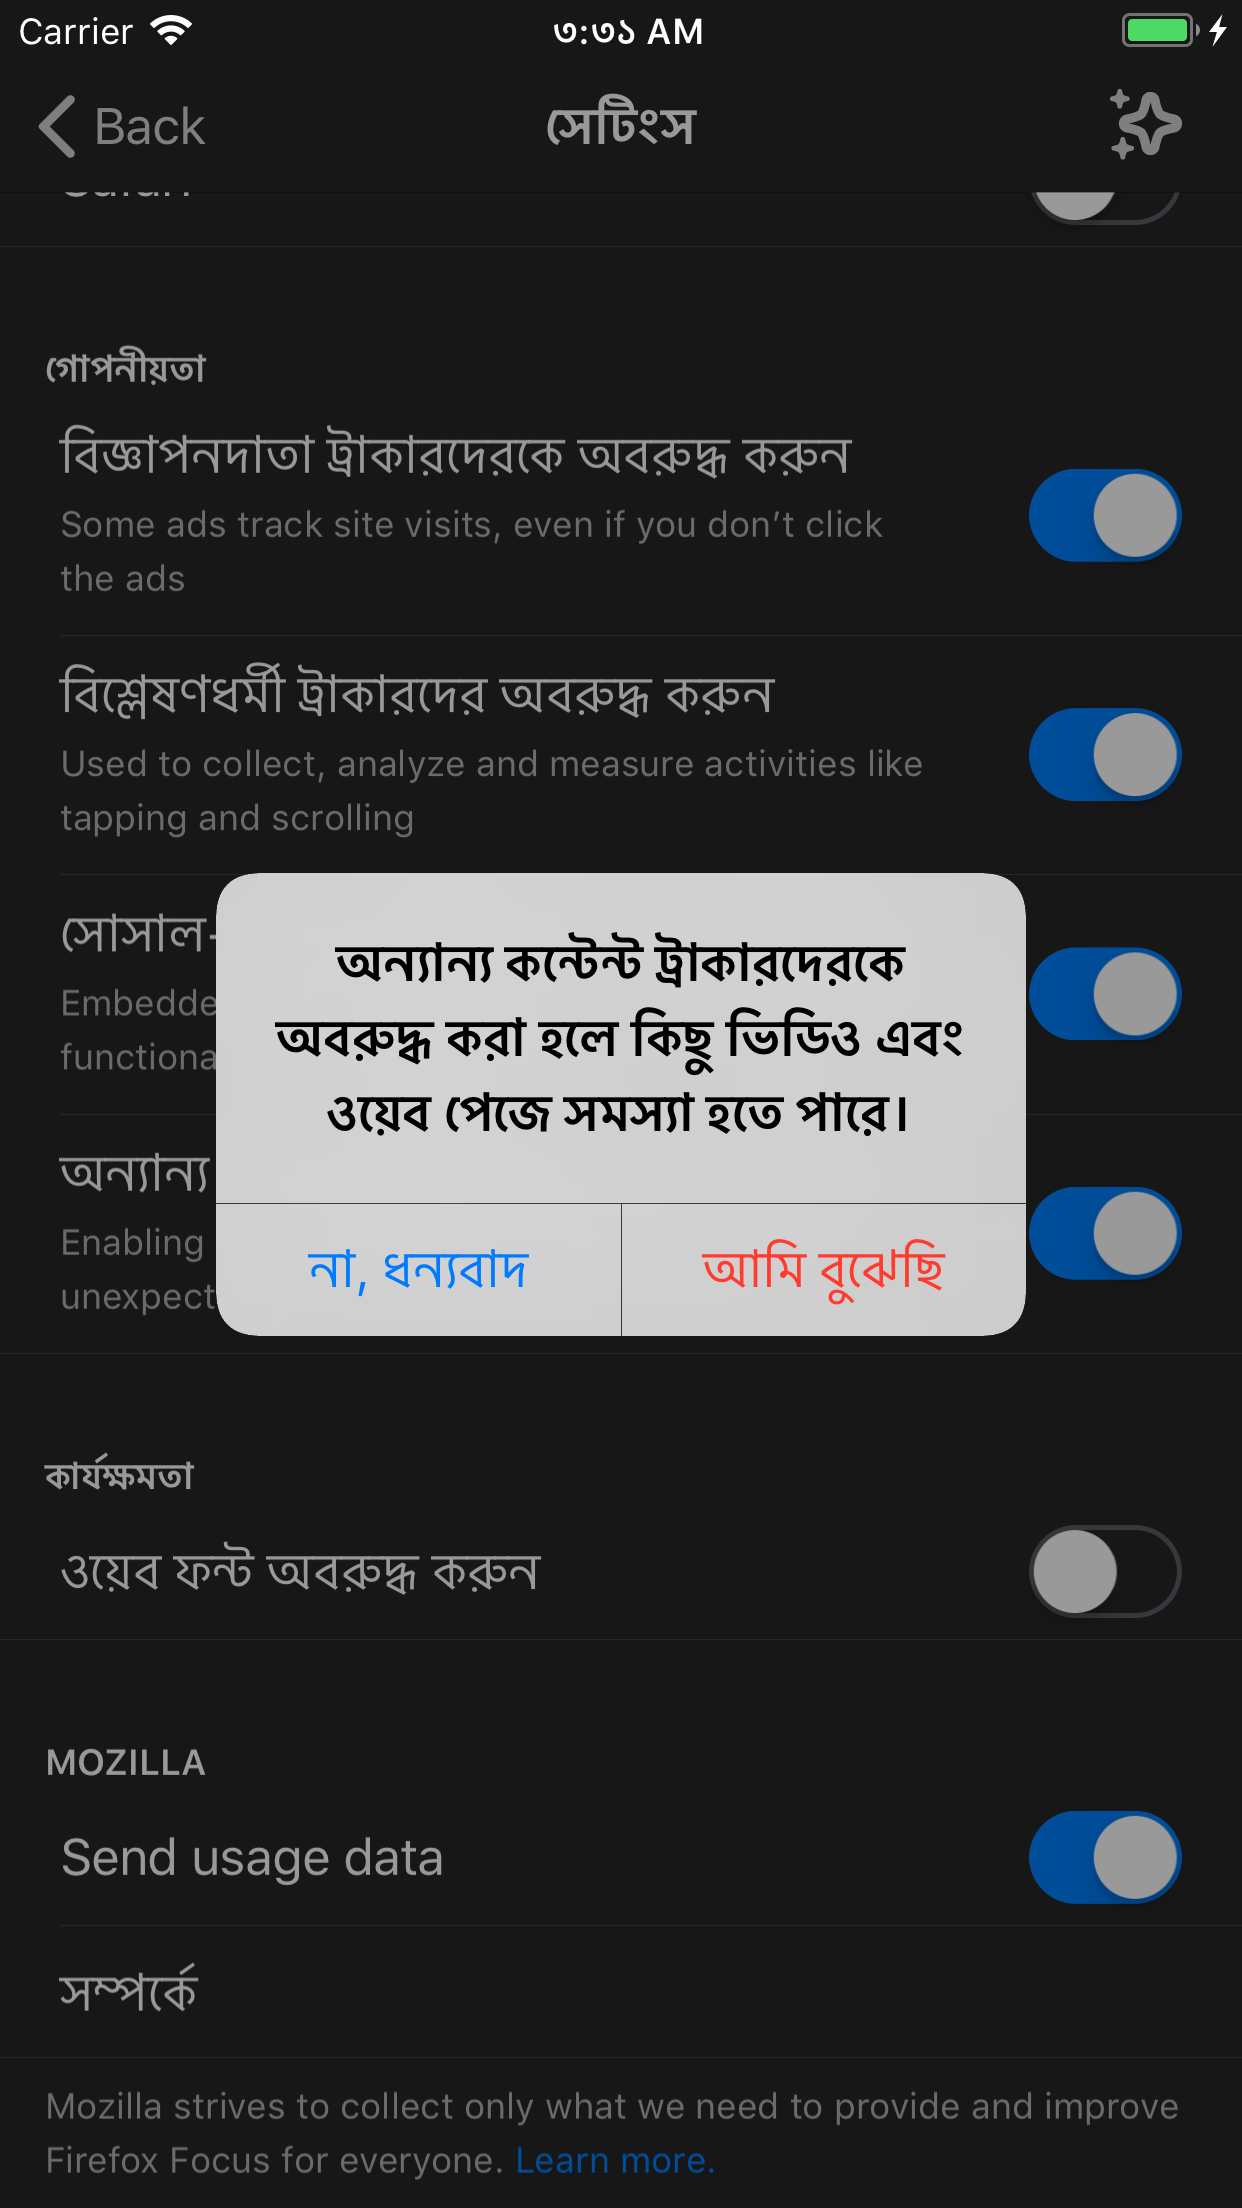 Carrier
৩:৩১ AM
Back
সেটিংস
গোপনীয়তা
বিজ্ঞাপনদাতা ট্রাকারদেরকে অবরুদ্ধ করুন
Some ads track site visits, even if you don’t click
the ads
বিশ্লেষণধর্মী ট্রাকারদের অবরুদ্ধ করুন
Used to collect, analyze and measure activities like
tapping and scrolling
সোসাল-
Embedde
functiona
অন্যান্য
Enabling
unexpect
অন্যান্য কন্টেন্ট ট্রাকারদেরকে
অবরুদ্ধ করা হলে কিছু ভিডিও এবং
ওয়েব পেজে সমস্যা হতে পারে।
না, ধন্যবাদ
আমি বুঝেছি
কার্যক্ষমতা
ওয়েব ফন্ট অবরুদ্ধ করুন
MOZILLA
Send usage data
সম্পর্কে
Mozilla strives to collect only what we need to provide and improve
Firefox Focus for everyone. Learn more.